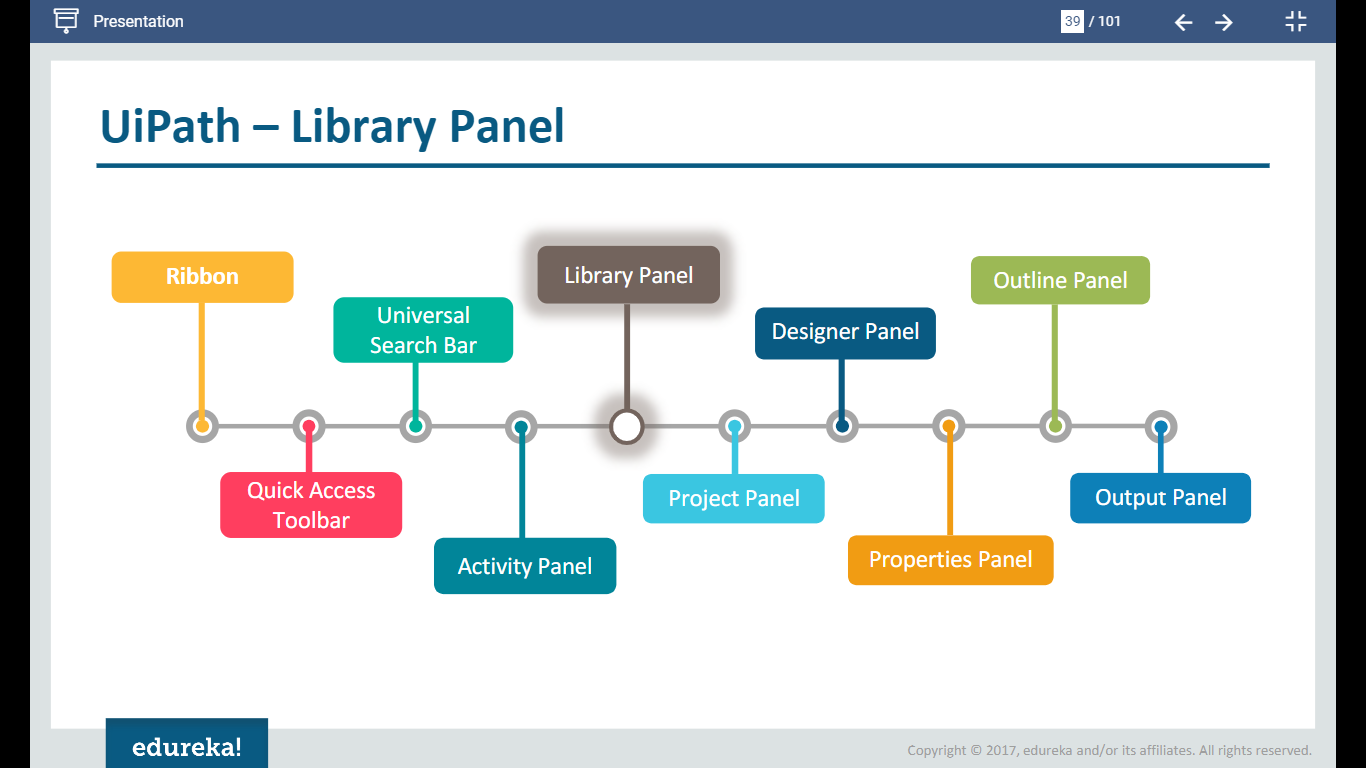 Presentation
39 / 101
UiPath – Library Panel
Ribbon
Quick Access
Toolbar
Universal
Search Bar
Activity Panel
Library Panel
Project Panel
Designer Panel
Properties Panel
Outline Panel
Output Panel
edureka!
Copyright © 2017, edureka and/or its affiliates. All rights reserved.